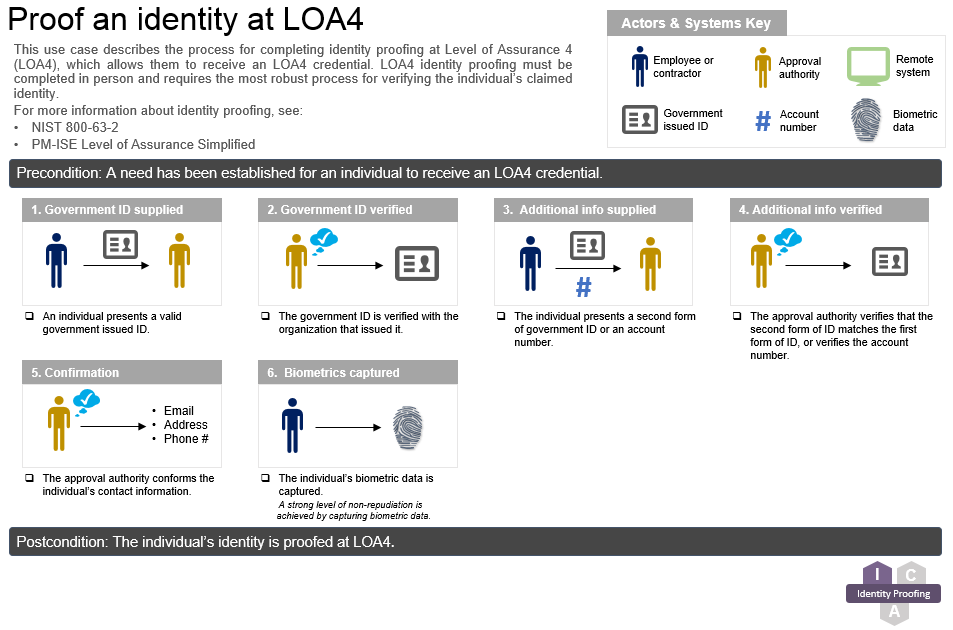 Proof an identity at LOA4
This use case describes the process for completing identity proofing at Level of Assurance 4
(LOA4), which allows them to receive an LOA4 credential. LOA4 identity proofing must be
completed in person and requires the most robust process for verifying the individual's claimed
identity.
For more information about identity proofing, see:
• NIST 800-63-2
• PM-ISE Level of Assurance Simplified
Actors & Systems Key
Employee or
contractor
Approval
authority
Remote
system
Government
issued ID
#
Account
number
Biometric
data
Precondition: A need has been established for an individual to receive an LOA4 credential.
1. Government ID supplied
❑ An individual presents a valid
government issued ID.
2. Government ID verified
❑ The government ID is verified with the
organization that issued it.
3. Additional info supplied
#
❑ The individual presents a second form
of government ID or an account
number.
4. Additional info verified
❑ The approval authority verifies that the
second form of ID matches the first
form of ID, or verifies the account
number.
5. Confirmation
• Email
• Address
• Phone #
❑ The approval authority conforms the
individual's contact information.
6. Biometrics captured
❑ The individual's biometric data is
captured.
A strong level of non-repudiation is
achieved by capturing biometric data.
Postcondition: The individual's identity is proofed at LOA4.
I C
Identity Proofing
A